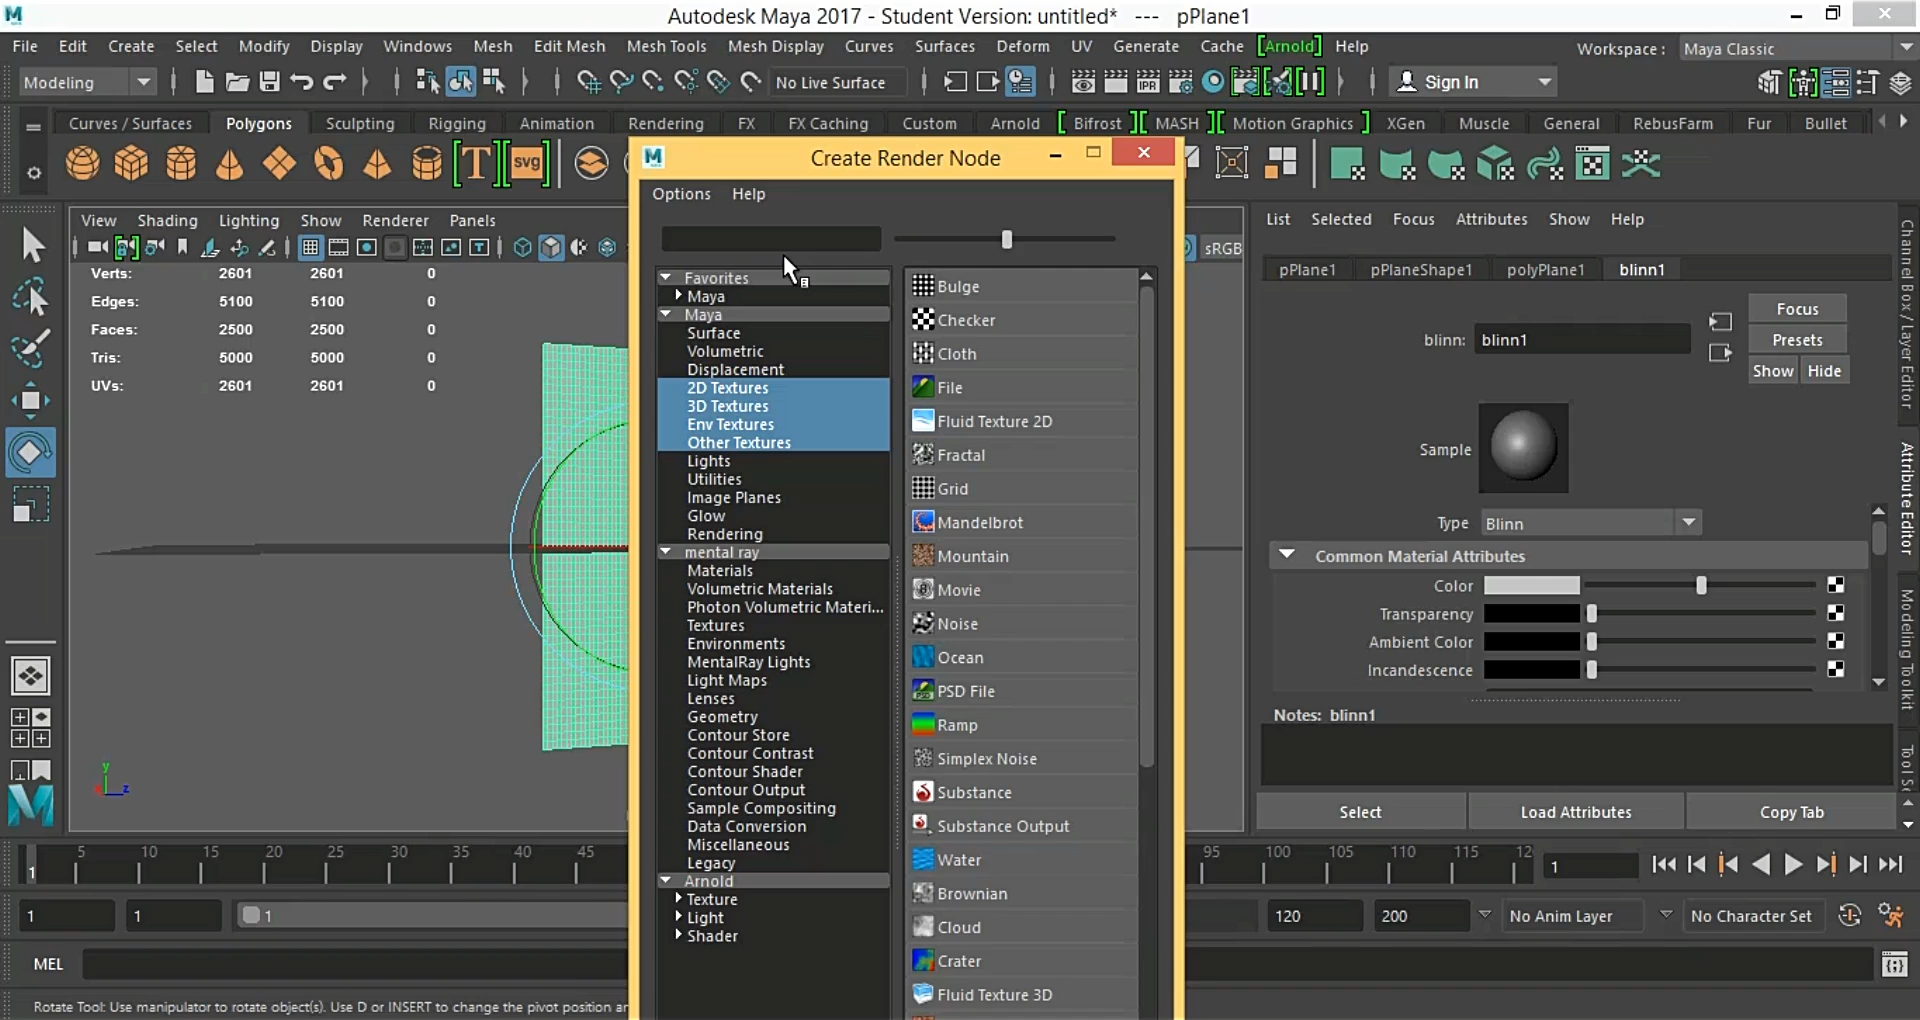 Autodesk Maya 2017 - Student Version: untitled* --- pPlane1
File Edit Create Select Modify Display Windows Mesh Edit Mesh Mesh Tools Mesh Display Curves Surfaces Deform UV Generate Cache [Arnold] Help Workspace : Maya Classic
Modeling No Live Surface IPR Sign In
Curves / Surfaces Polygons Sculpting Rigging Animation Rendering FX FX Caching Custom Arnold [ Bifrost ][ MASH ][ Motion Graphics ] XGen Muscle General RebusFarm Fur Bullet
T svg
Create Render Node
Options Help
View Shading Lighting Show Renderer Panels
sRGB
Verts: 2601 2601 0
Edges: 5100 5100 0
Faces: 2500 2500 0
Tris: 5000 5000 0
UVs: 2601 2601 0
y
z
Favorites
Maya
Maya
Surface
Volumetric
Displacement
2D Textures
3D Textures
Env Textures
Other Textures
Lights
Utilities
Image Planes
Glow
Rendering
mental ray
Materials
Volumetric Materials
Photon Volumetric Materi...
Textures
Environments
MentalRay Lights
Light Maps
Lenses
Geometry
Contour Store
Contour Contrast
Contour Shader
Contour Output
Sample Compositing
Data Conversion
Miscellaneous
Legacy
Arnold
Texture
Light
Shader
Bulge
Checker
Cloth
File
Fluid Texture 2D
Fractal
Grid
Mandelbrot
Mountain
Movie
Noise
Ocean
PSD File
Ramp
Simplex Noise
Substance
Substance Output
Water
Brownian
Cloud
Crater
Fluid Texture 3D
List Selected Focus Attributes Show Help
pPlane1 pPlaneShape1 polyPlane1 blinn1
blinn: blinn1
Focus
Presets
Show Hide
Sample
Type Blinn
Common Material Attributes
Color
Transparency
Ambient Color
Incandescence
Notes: blinn1
Select Load Attributes Copy Tab
Channel Box / Layer Editor
Attribute Editor
Modeling Toolkit
5 10 15 20 25 30 35 40 45 95 100 105 110 115 12
1 1
1 1 1 120 200 No Anim Layer No Character Set
MEL
Rotate Tool: Use manipulator to rotate object(s). Use D or INSERT to change the pivot position